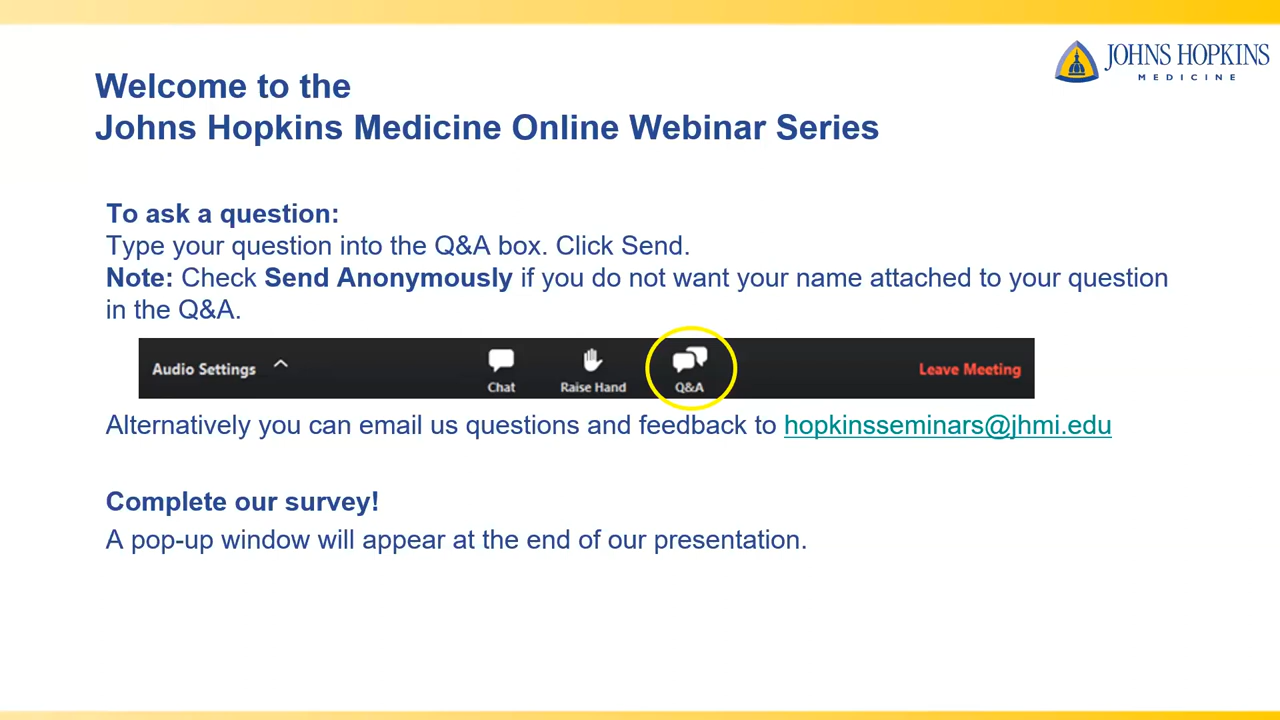 JOHNS HOPKINS
MEDICINE
Welcome to the
Johns Hopkins Medicine Online Webinar Series
To ask a question:
Type your question into the Q&A box. Click Send.
Note: Check Send Anonymously if you do not want your name attached to your question
in the Q&A.
Audio Settings
Chat
Raise Hand
Q&A
Leave Meeting
Alternatively you can email us questions and feedback to hopkinsseminars@jhmi.edu
Complete our survey!
A pop-up window will appear at the end of our presentation.